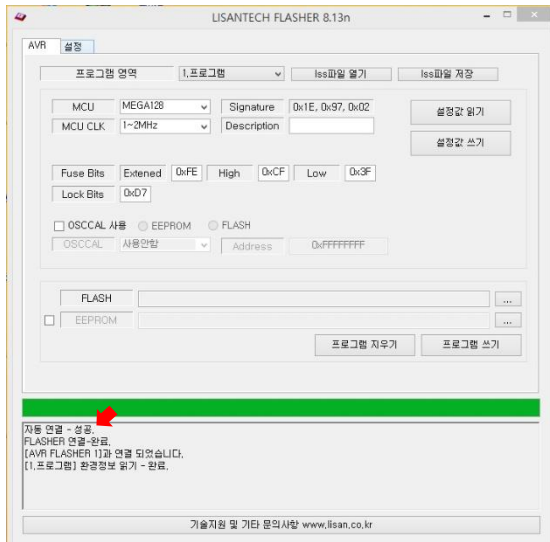 LISANTECH FLASHER 8.13n
AVR 설정
프로그램 영역 1.프로그램 Iss파일 열기 Iss파일 저장
MCU MEGA128 Signature 0x1E, 0x97, 0x02 설정값 읽기
MCU CLK 1~2MHz Description 설정값 쓰기
Fuse Bits Extened 0xFE High 0xCF Low 0x3F
Lock Bits 0xD7
OSCCAL 사용 EEPROM FLASH
OSCCAL 사용안함 Address 0xFFFFFFFF
FLASH ...
EEPROM ...
프로그램 지우기 프로그램 쓰기
자동 연결 - 성공.
FLASHER 연결-완료.
[AVR FLASHER 1]과 연결 되었습니다.
[1.프로그램] 환경정보 읽기 - 완료.
기술지원 및 기타 문의사항 www.lisan.co.kr